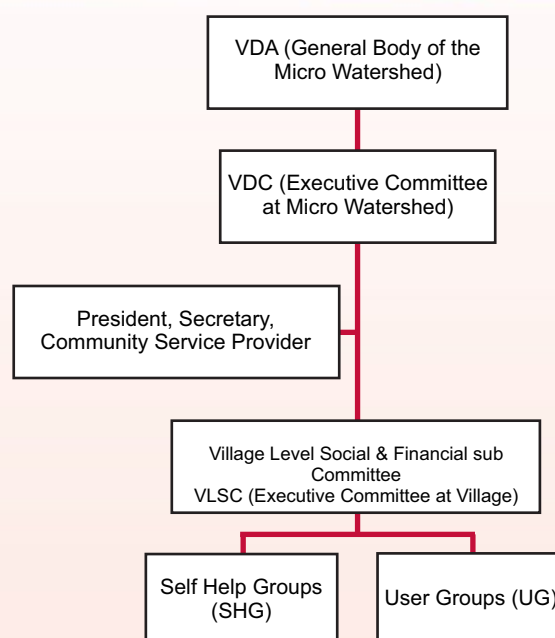 VDA (General Body of the
Micro Watershed)
VDC (Executive Committee
at Micro Watershed)
President, Secretary,
Community Service Provider
Village Level Social & Financial sub
Committee
VLSC (Executive Committee at Village)
Self Help Groups
(SHG)
User Groups (UG)